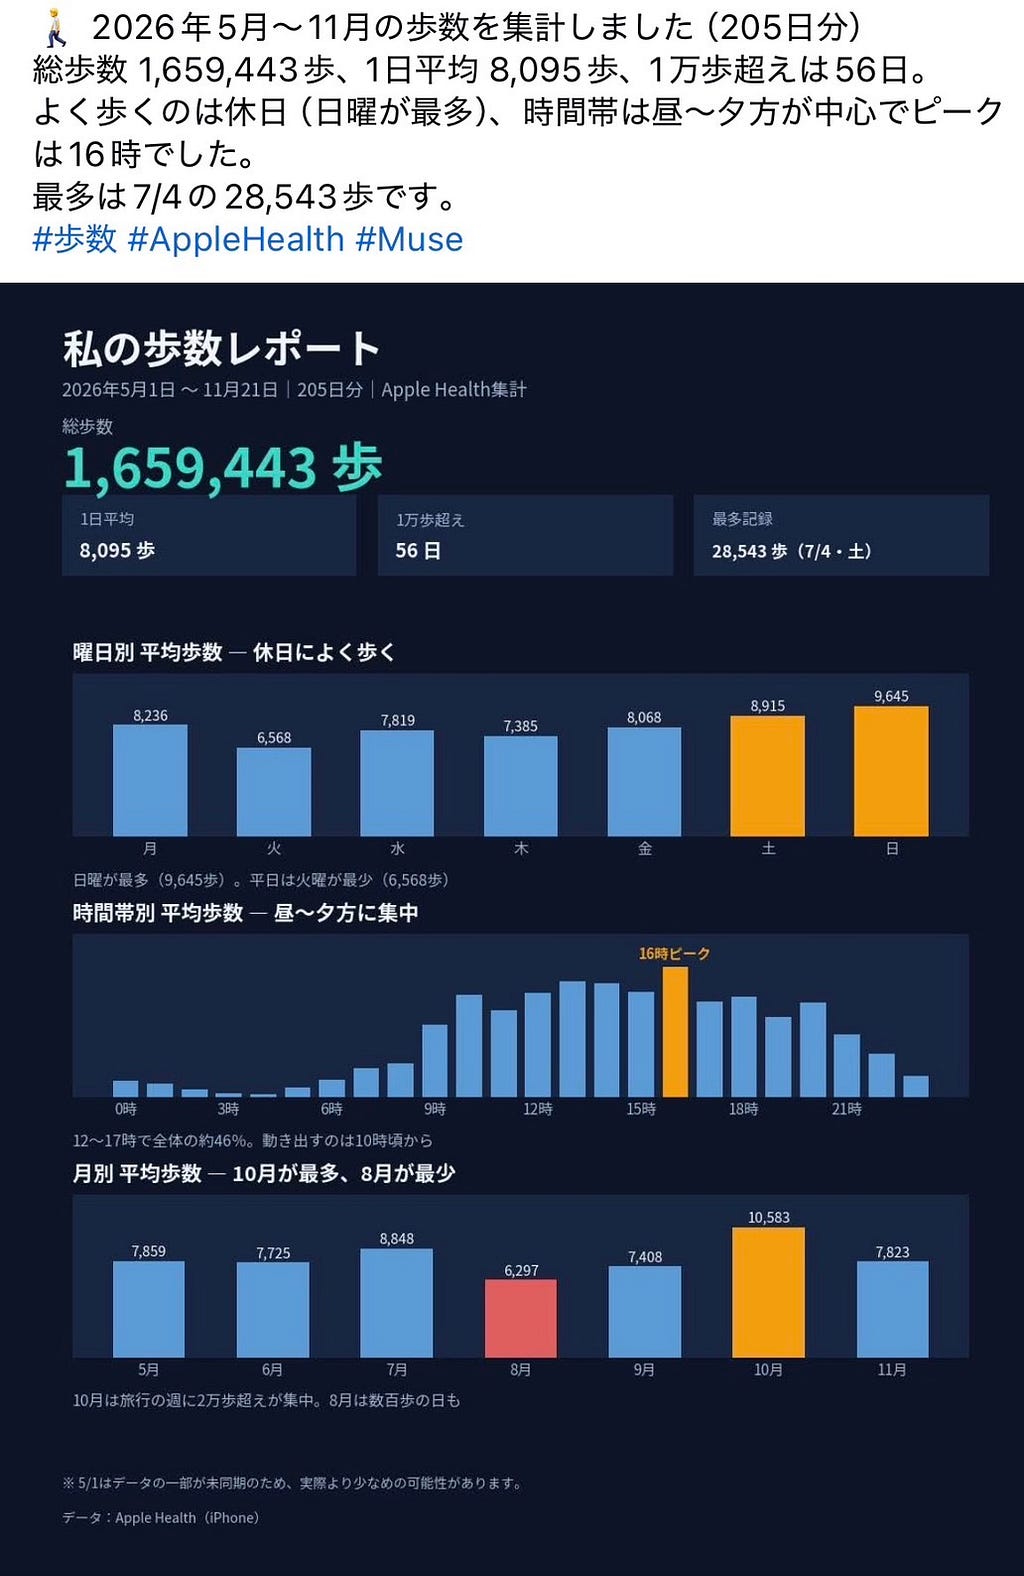 🚶 2026年5月〜11月の歩数を集計しました（205日分）
総歩数 1,659,443歩、1日平均 8,095歩、1万歩超えは56日。
よく歩くのは休日（日曜が最多）、時間帯は昼〜夕方が中心でピーク
は16時でした。
最多は7/4の28,543歩です。
#歩数 #AppleHealth #Muse
私の歩数レポート
2026年5月1日 〜 11月21日｜205日分｜Apple Health集計
総歩数
1,659,443 歩
1日平均
8,095 歩
1万歩超え
56 日
最多記録
28,543 歩（7/4・土）
曜日別 平均歩数 — 休日によく歩く
8,236 6,568 7,819 7,385 8,068 8,915 9,645
月 火 水 木 金 土 日
日曜が最多（9,645歩）。平日は火曜が最少（6,568歩）
時間帯別 平均歩数 — 昼〜夕方に集中
16時ピーク
0時 3時 6時 9時 12時 15時 18時 21時
12〜17時で全体の約46%。動き出すのは10時頃から
月別 平均歩数 — 10月が最多、8月が最少
7,859 7,725 8,848 6,297 7,408 10,583 7,823
5月 6月 7月 8月 9月 10月 11月
10月は旅行の週に2万歩超えが集中。8月は数百歩の日も
※ 5/1はデータの一部が未同期のため、実際より少なめの可能性があります。
データ：Apple Health（iPhone）